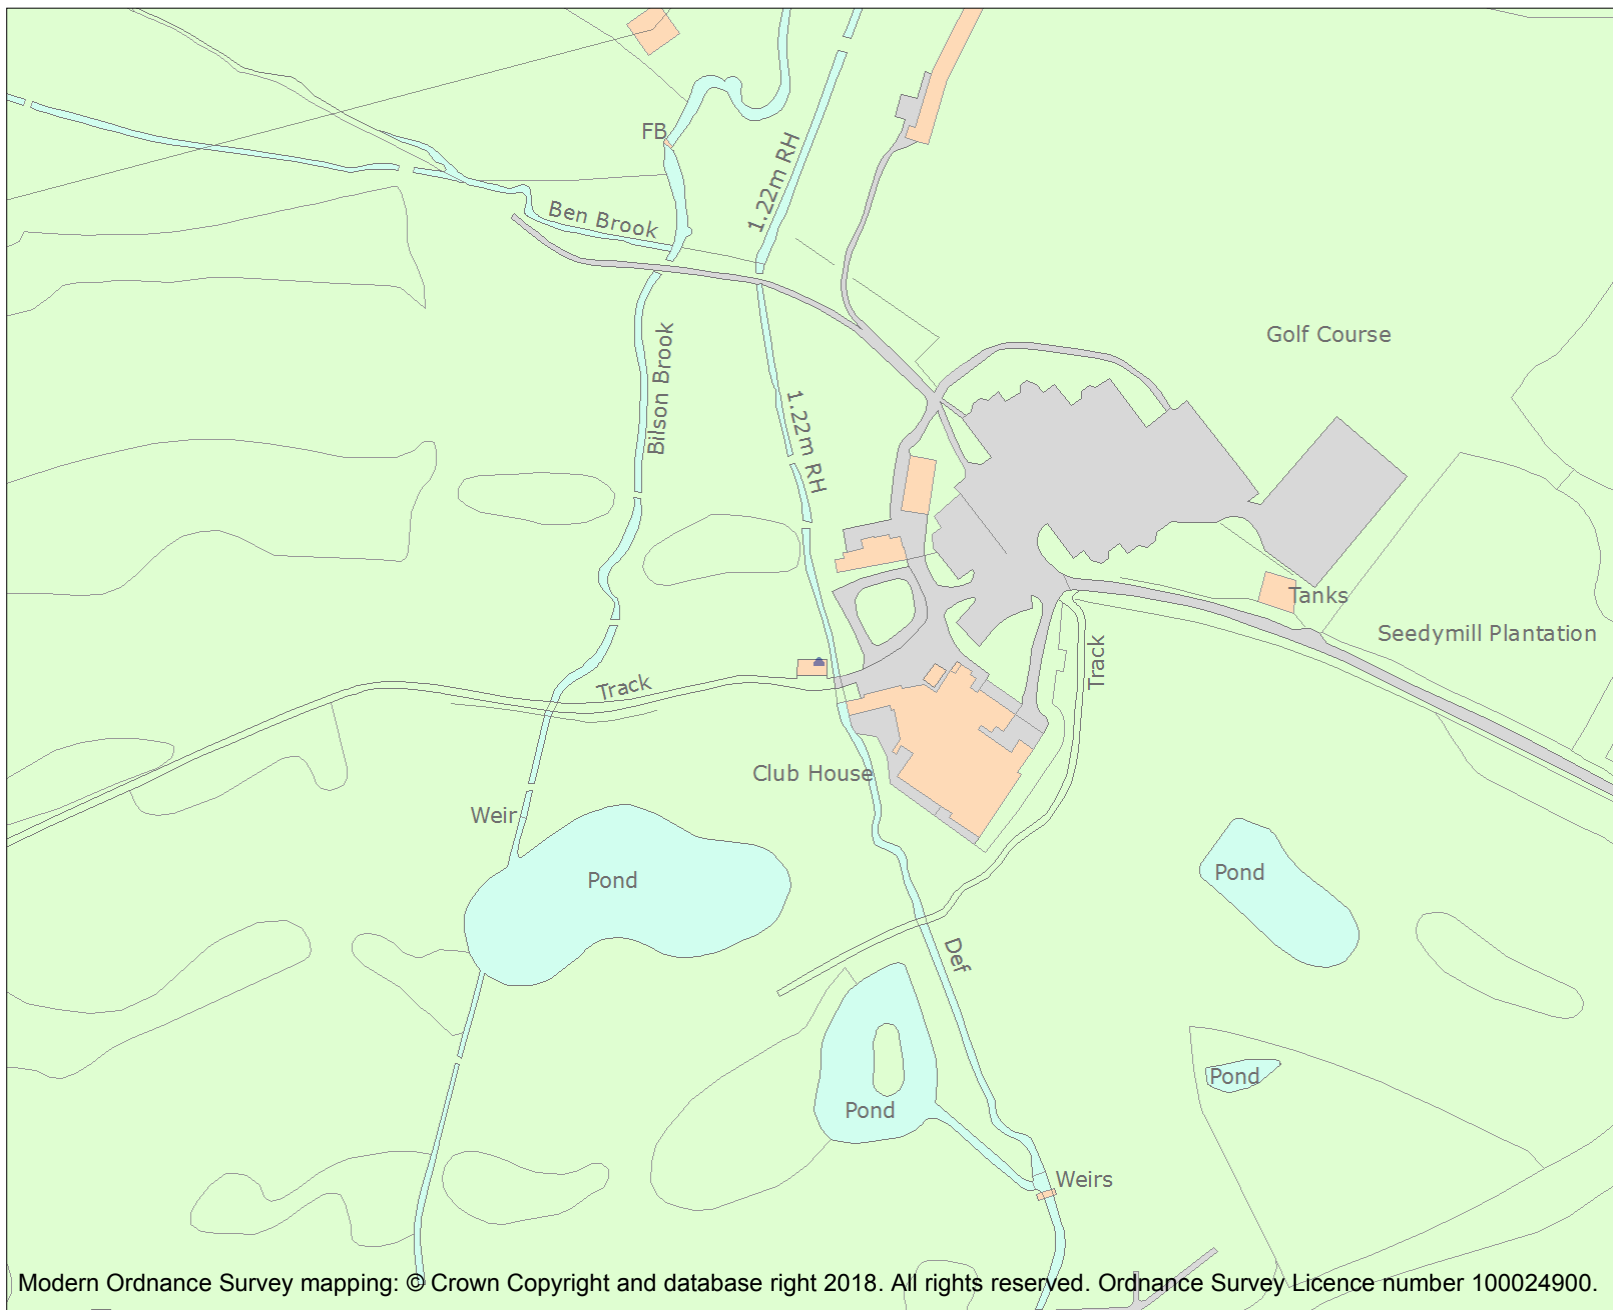 FB
1.22m RH
Ben Brook
Golf Course
Bilson Brook
1.22m RH
Tanks
Seedymill Plantation
Track
Track
Club House
Weir
Pond
Pond
Def
Pond
Pond
Weirs
Modern Ordnance Survey mapping: © Crown Copyright and database right 2018. All rights reserved. Ordnance Survey Licence number 100024900.